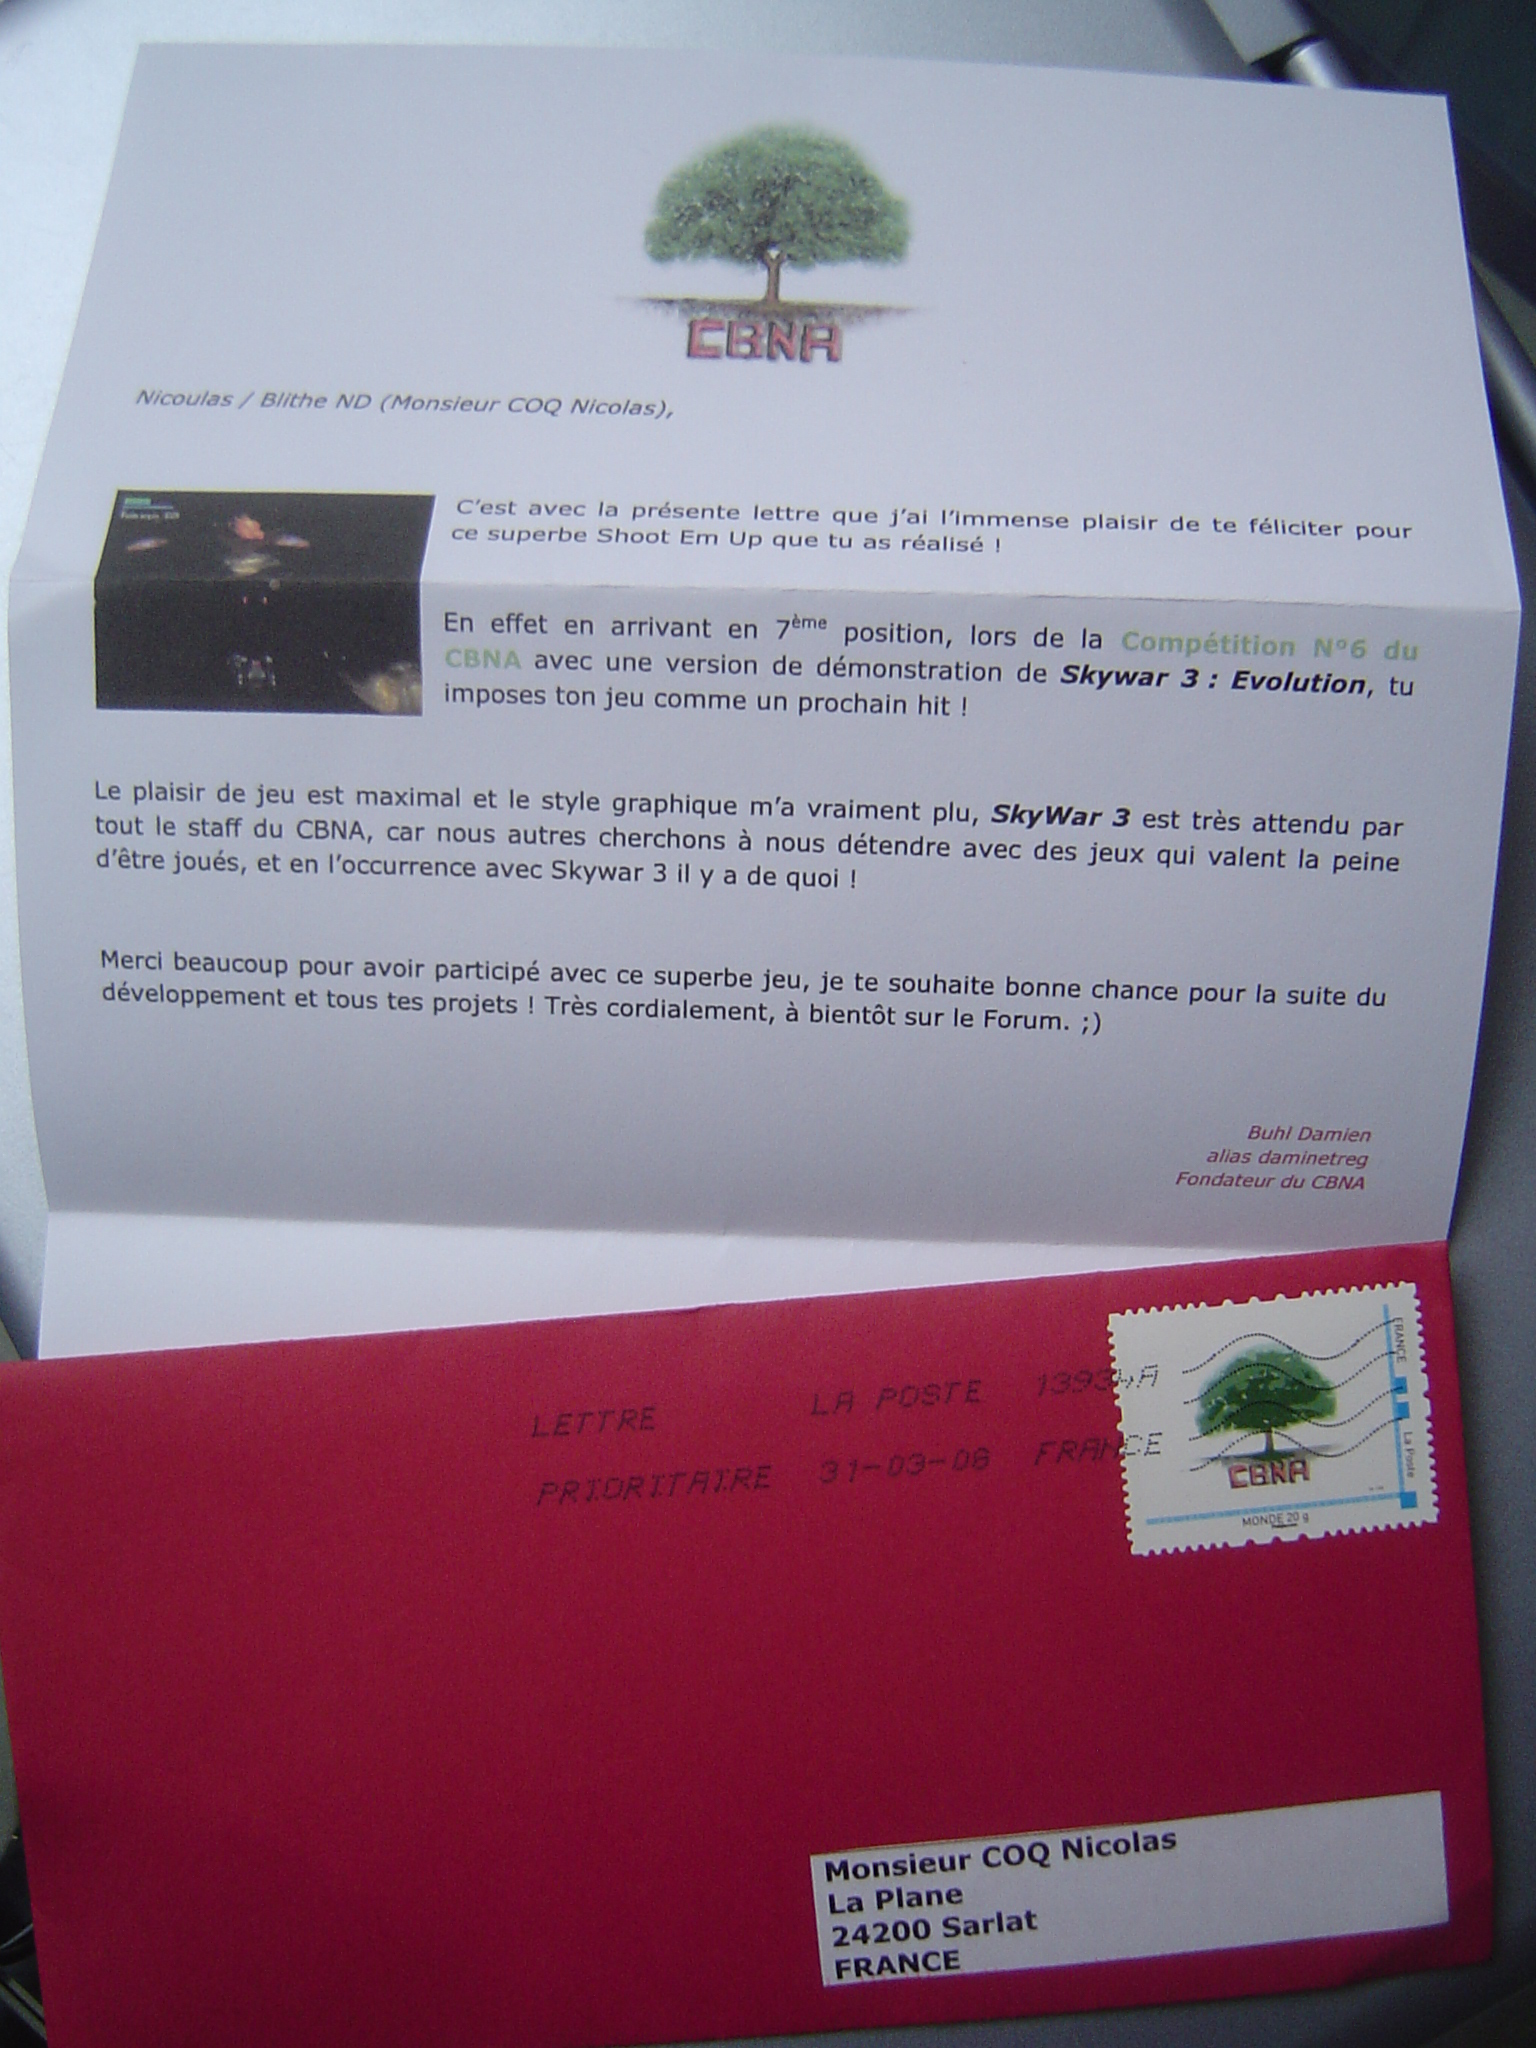 CBNA
Nicoulas / Blithe ND (Monsieur COQ Nicolas),
C'est avec la présente lettre que j'ai l'immense plaisir de te féliciter pour
ce superbe Shoot Em Up que tu as réalisé !
En effet en arrivant en 7ème position, lors de la Compétition N°6 du
CBNA avec une version de démonstration de Skywar 3 : Evolution, tu
imposes ton jeu comme un prochain hit !
Le plaisir de jeu est maximal et le style graphique m'a vraiment plu, SkyWar 3 est très attendu par
tout le staff du CBNA, car nous autres cherchons à nous détendre avec des jeux qui valent la peine
d'être joués, et en l'occurrence avec Skywar 3 il y a de quoi !
Merci beaucoup pour avoir participé avec ce superbe jeu, je te souhaite bonne chance pour la suite du
développement et tous tes projets ! Très cordialement, à bientôt sur le Forum. ;)
Buhl Damien
alias daminetreg
Fondateur du CBNA
LETTRE LA POSTE
PRIORITAIRE 31-03-08 FRANCE
FRANCE
La Poste
CBNA
MONDE 20 g
Monsieur COQ Nicolas
La Plane
24200 Sarlat
FRANCE